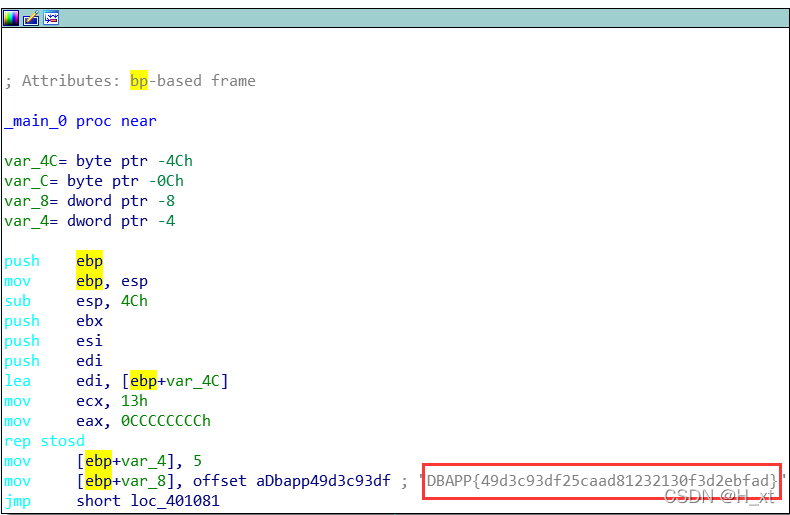 ; Attributes: bp-based frame
_main_0 proc near
var_4C= byte ptr -4Ch
var_C= byte ptr -0Ch
var_8= dword ptr -8
var_4= dword ptr -4
push ebp
mov ebp, esp
sub esp, 4Ch
push ebx
push esi
push edi
lea edi, [ebp+var_4C]
mov ecx, 13h
mov eax, 0CCCCCCCCh
rep stosd
mov [ebp+var_4], 5
mov [ebp+var_8], offset aDbapp49d3c93df ; "DBAPP{49d3c93df25caad81232130f3d2ebfad}"
jmp short loc_401081
CSDN @H_xt